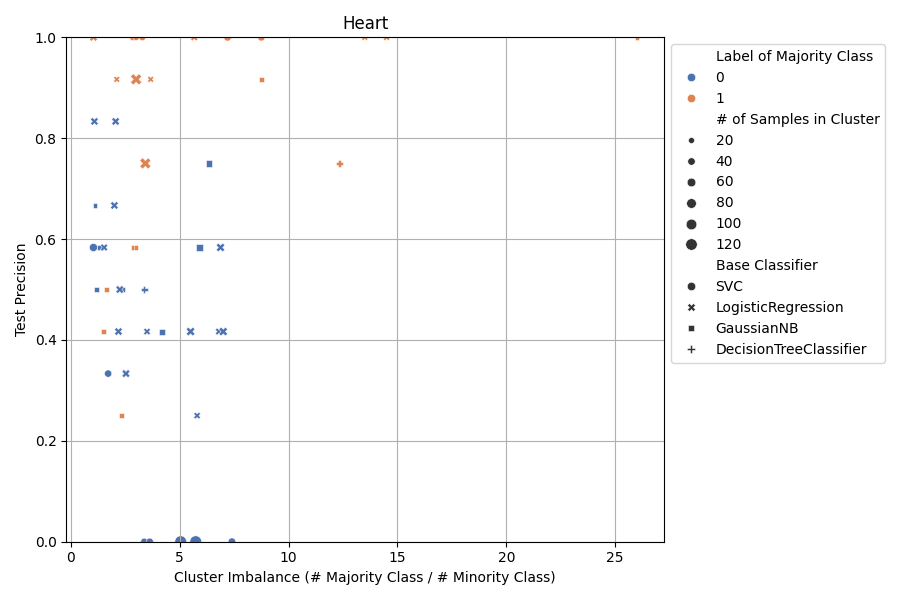 Heart
1.0
0.8
0.6
0.4
0.2
0.0
Test Precision
0
5
10
15
20
25
Cluster Imbalance (# Majority Class / # Minority Class)
Label of Majority Class
0
1
# of Samples in Cluster
20
40
60
80
100
120
Base Classifier
SVC
LogisticRegression
GaussianNB
DecisionTreeClassifier